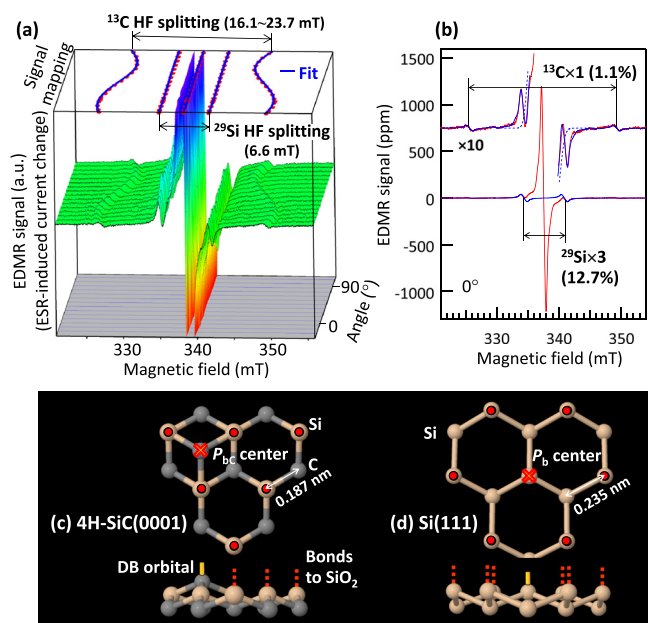 (a)
¹³C HF splitting (16.1~23.7 mT)
Signal
mapping
Fit
²⁹Si HF splitting
(6.6 mT)
EDMR signal (a.u.)
(ESR-induced current change)
90
0
Angle (°)
330
340
350
Magnetic field (mT)
(b)
1500
1000
500
0
-500
-1000
EDMR signal (ppm)
¹³C×1 (1.1%)
×10
²⁹Si×3
(12.7%)
0°
330
340
350
Magnetic field (mT)
Si
PbC center
C
0.187 nm
(c) 4H-SiC(0001)
DB orbital
Bonds
to SiO₂
Si
Pb center
0.235 nm
(d) Si(111)